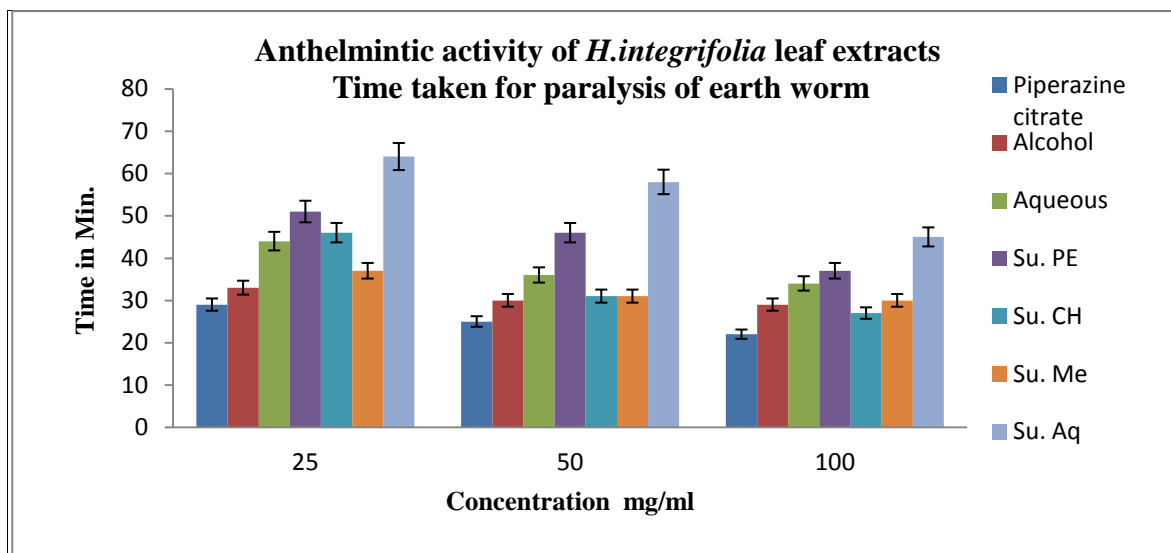 Anthelmintic activity of H.integrifolia leaf extracts
Time taken for paralysis of earth worm
80
70
60
50
40
30
20
10
0
Time in Min.
25
50
100
Concentration mg/ml
Piperazine
citrate
Alcohol
Aqueous
Su. PE
Su. CH
Su. Me
Su. Aq